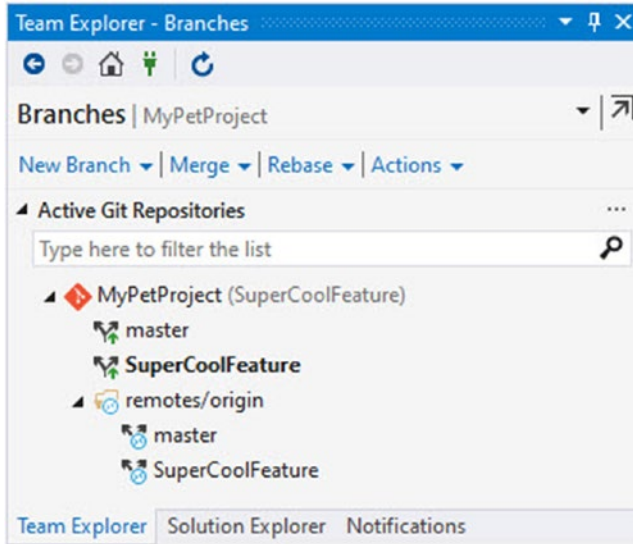 Team Explorer - Branches
Branches | MyPetProject
New Branch | Merge | Rebase | Actions
Active Git Repositories
Type here to filter the list
MyPetProject (SuperCoolFeature)
master
SuperCoolFeature
remotes/origin
master
SuperCoolFeature
Team Explorer Solution Explorer Notifications